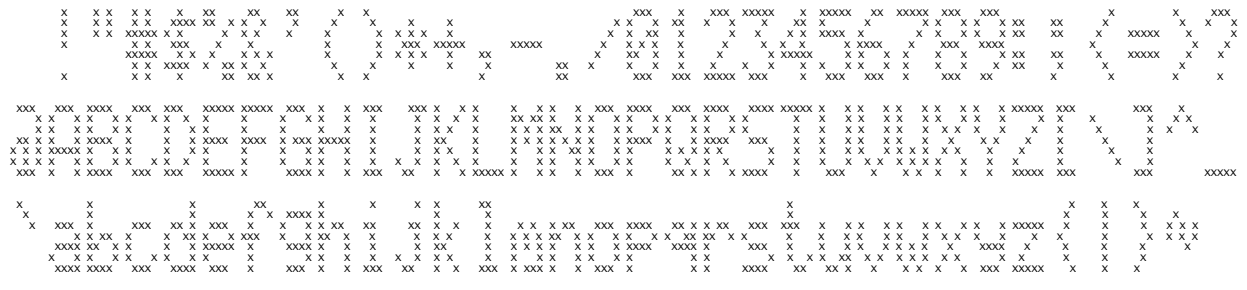 !"#$%&'()*+,-./0123456789:;<=>?
@ABCDEFGHIJKLMNOPQRSTUVWXYZ[\]^_
`abcdefghijklmnopqrstuvwxyz{|}~